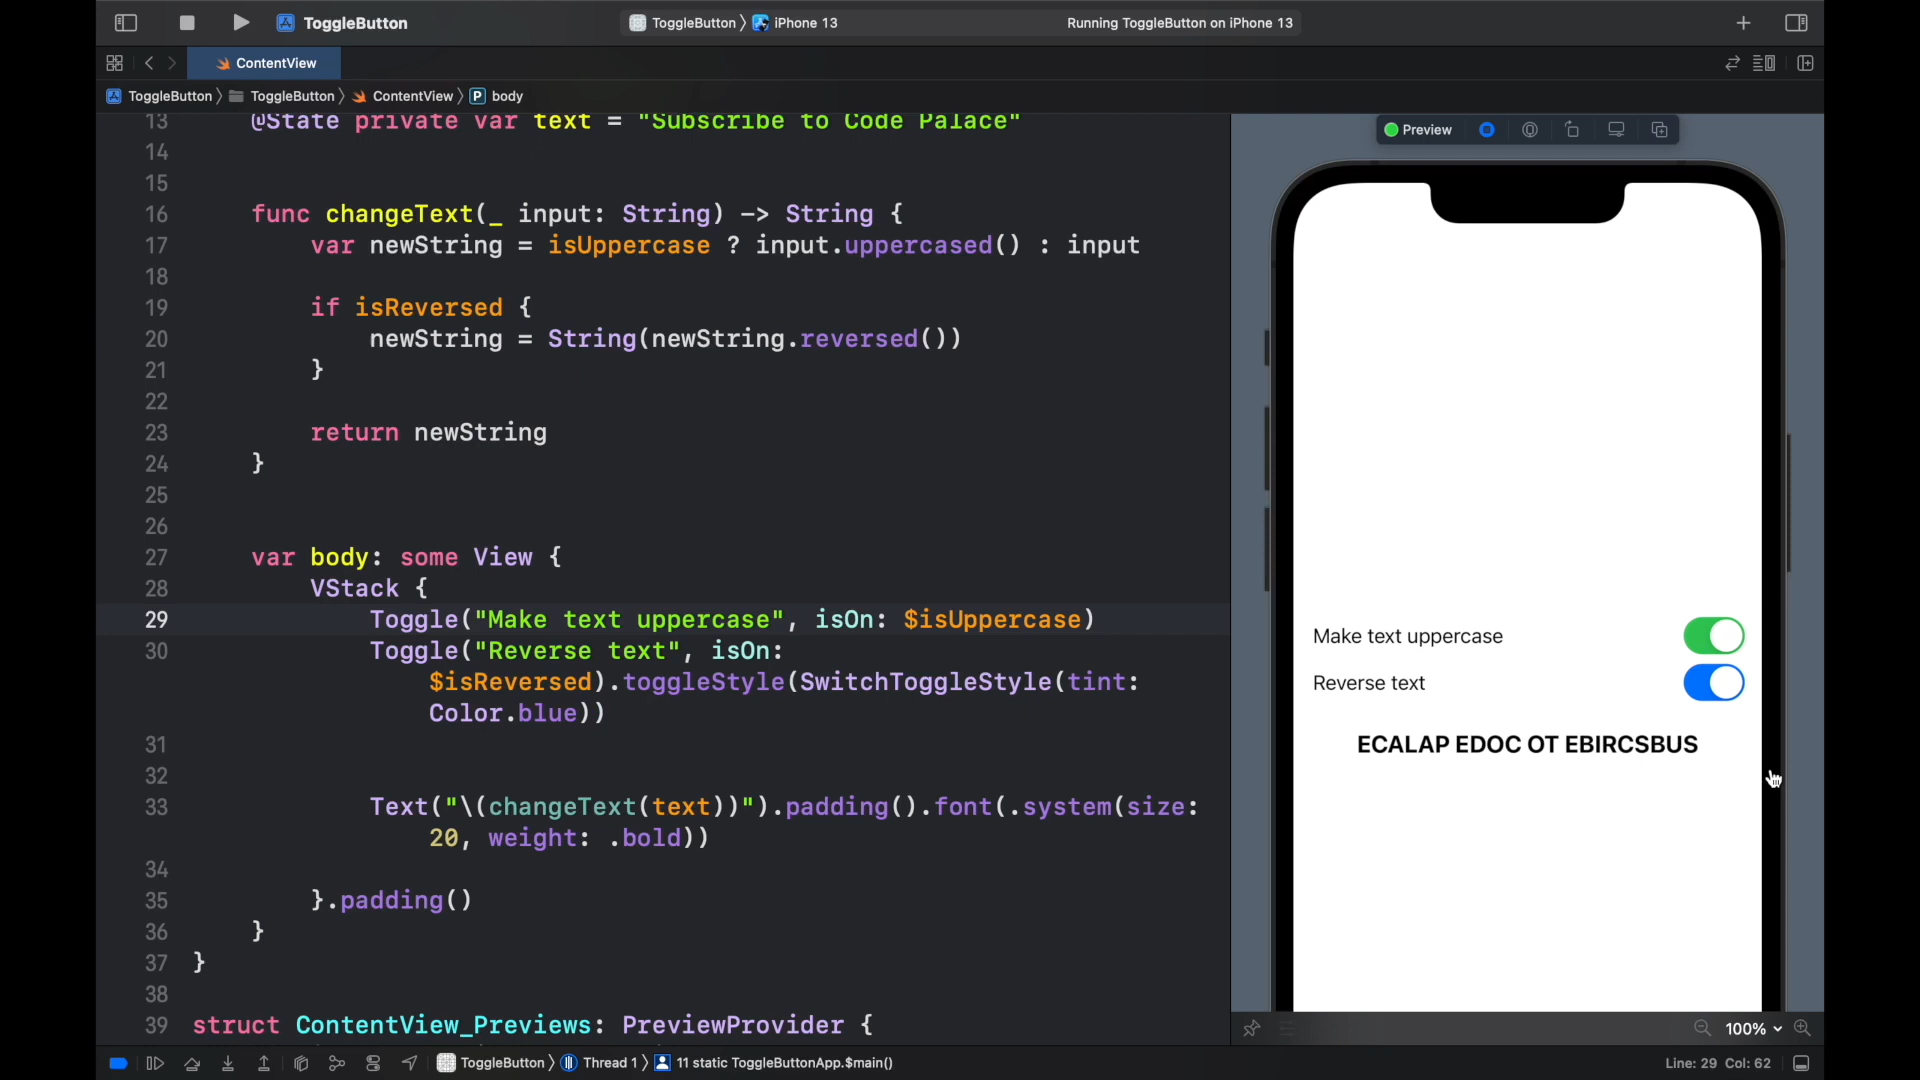 ToggleButton
ToggleButton 〉 iPhone 13
Running ToggleButton on iPhone 13
ContentView
ToggleButton 〉 ToggleButton 〉 ContentView 〉 P body
13 @State private var text = "Subscribe to Code Palace"
14
15
16 func changeText(_ input: String) -> String {
17 var newString = isUppercase ? input.uppercased() : input
18
19 if isReversed {
20 newString = String(newString.reversed())
21 }
22
23 return newString
24 }
25
26
27 var body: some View {
28 VStack {
29 Toggle("Make text uppercase", isOn: $isUppercase)
30 Toggle("Reverse text", isOn:
$isReversed).toggleStyle(SwitchToggleStyle(tint:
Color.blue))
31
32
33 Text("\(changeText(text))").padding().font(.system(size:
20, weight: .bold))
34
35 }.padding()
36 }
37 }
38
39 struct ContentView_Previews: PreviewProvider {
Preview
Make text uppercase
Reverse text
ECALAP EDOC OT EBIRCSBUS
100%
ToggleButton 〉 Thread 1 〉 11 static ToggleButtonApp.$main()
Line: 29 Col: 62